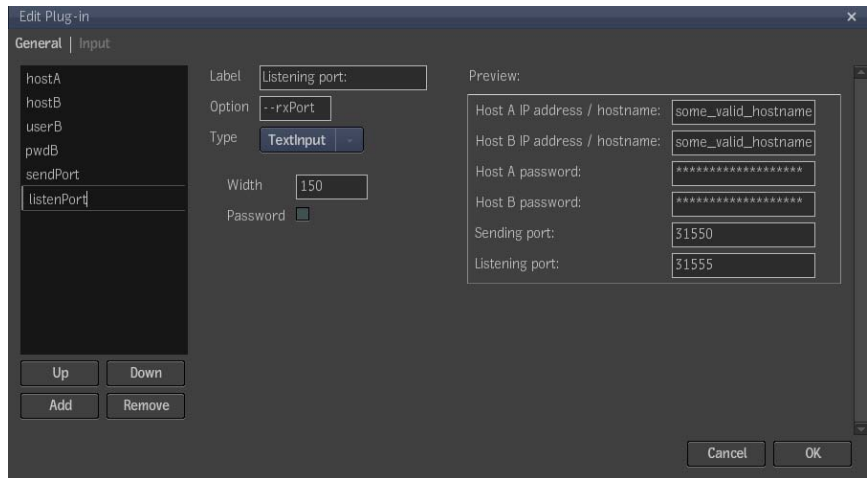 Edit Plug-in
General | Input
hostA
hostB
userB
pwdB
sendPort
listenPort
Up Down
Add Remove
Label Listening port:
Option --rxPort
Type TextInput
Width 150
Password
Preview:
Host A IP address / hostname: some_valid_hostname
Host B IP address / hostname: some_valid_hostname
Host A password: *******************
Host B password: *******************
Sending port: 31550
Listening port: 31555
Cancel OK